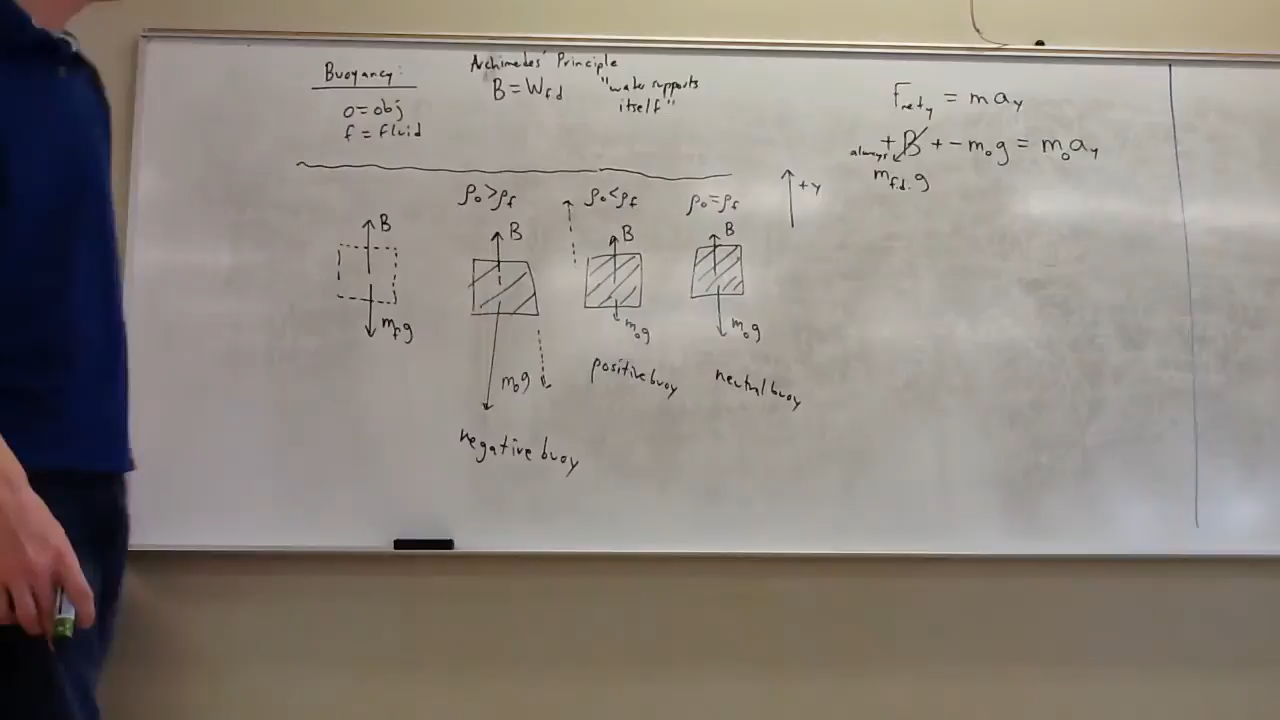 Buoyancy:
o = obj
f = fluid
Archimedes' Principle
B = Wfd
"water supports
itself"
ρo > ρf
ρo < ρf
ρo = ρf
+y
B
mfg
B
mog
negative buoy
B
mog
positive buoy
B
mog
neutral buoy
Fnety = may
+B + -mog = moay
always
mf.d. g